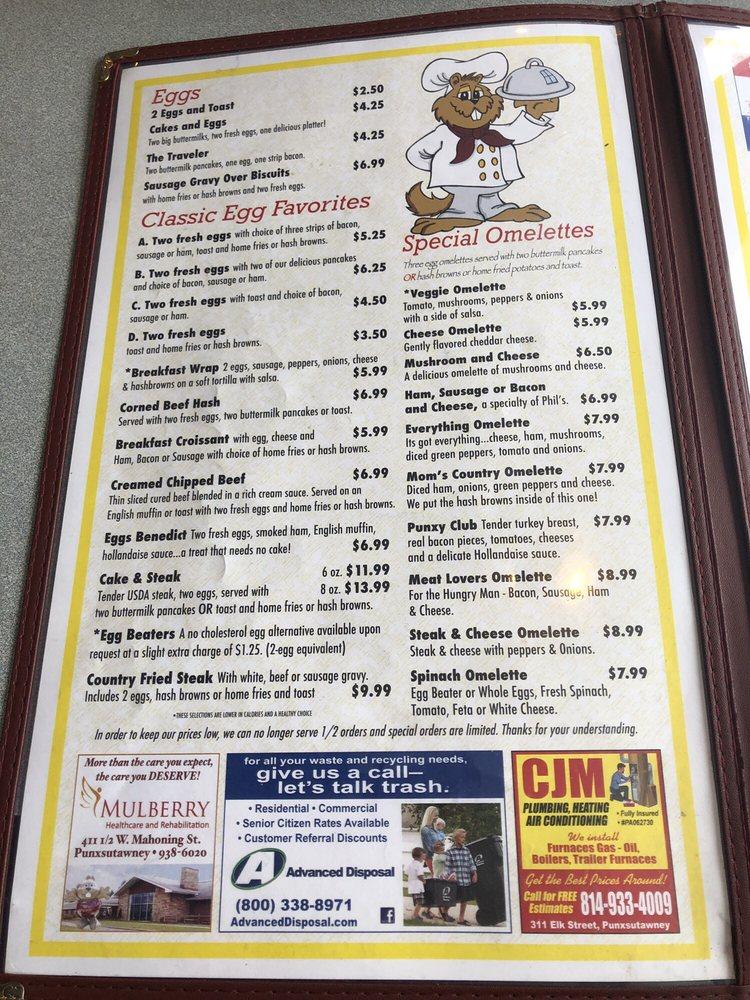 Eggs
2 Eggs and Toast $2.50
Cakes and Eggs $4.25
Two big buttermilks, two fresh eggs, one delicious platter!
The Traveler $4.25
Two buttermilk pancakes, one egg, one strip bacon.
Sausage Gravy Over Biscuits $6.99
with home fries or hash browns and two fresh eggs.
Classic Egg Favorites
A. Two fresh eggs with choice of three strips of bacon,
sausage or ham, toast and home fries or hash browns. $5.25
B. Two fresh eggs with two of our delicious pancakes
and choice of bacon, sausage or ham. $6.25
C. Two fresh eggs with toast and choice of bacon,
sausage or ham. $4.50
D. Two fresh eggs
toast and home fries or hash browns. $3.50
*Breakfast Wrap 2 eggs, sausage, peppers, onions, cheese
& hashbrowns on a soft tortilla with salsa. $5.99
Corned Beef Hash $6.99
Served with two fresh eggs, two buttermilk pancakes or toast.
Breakfast Croissant with egg, cheese and $5.99
Ham, Bacon or Sausage with choice of home fries or hash browns.
Creamed Chipped Beef $6.99
Thin sliced cured beef blended in a rich cream sauce. Served on an
English muffin or toast with two fresh eggs and home fries or hash browns.
Eggs Benedict Two fresh eggs, smoked ham, English muffin,
hollandaise sauce...a treat that needs no cake! $6.99
Cake & Steak 6 oz. $11.99
Tender USDA steak, two eggs, served with 8 oz. $13.99
two buttermilk pancakes OR toast and home fries or hash browns.
*Egg Beaters A no cholesterol egg alternative available upon
request at a slight extra charge of $1.25. (2-egg equivalent)
Country Fried Steak With white, beef or sausage gravy.
Includes 2 eggs, hash browns or home fries and toast $9.99
*THESE SELECTIONS ARE LOWER IN CALORIES AND A HEALTHY CHOICE
Special Omelettes
Three egg omelettes served with two buttermilk pancakes
OR hash browns or home fried potatoes and toast.
*Veggie Omelette
Tomato, mushrooms, peppers & onions
with a side of salsa. $5.99
Cheese Omelette $5.99
Gently flavored cheddar cheese.
Mushroom and Cheese $6.50
A delicious omelette of mushrooms and cheese.
Ham, Sausage or Bacon
and Cheese, a specialty of Phil's. $6.99
Everything Omelette $7.99
Its got everything...cheese, ham, mushrooms,
diced green peppers, tomato and onions.
Mom's Country Omelette $7.99
Diced ham, onions, green peppers and cheese.
We put the hash browns inside of this one!
Punxy Club Tender turkey breast, $7.99
real bacon pieces, tomatoes, cheeses
and a delicate Hollandaise sauce.
Meat Lovers Omelette $8.99
For the Hungry Man - Bacon, Sausage, Ham
& Cheese.
Steak & Cheese Omelette $8.99
Steak & cheese with peppers & Onions.
Spinach Omelette $7.99
Egg Beater or Whole Eggs, Fresh Spinach,
Tomato, Feta or White Cheese.
In order to keep our prices low, we can no longer serve 1/2 orders and special orders are limited. Thanks for your understanding.
More than the care you expect,
the care you DESERVE!
MULBERRY
Healthcare and Rehabilitation
411 1/2 W. Mahoning St.
Punxsutawney • 938-6020
for all your waste and recycling needs,
give us a call—
let's talk trash.
• Residential • Commercial
• Senior Citizen Rates Available
• Customer Referral Discounts
A Advanced Disposal
(800) 338-8971
AdvancedDisposal.com
f
CJM
PLUMBING, HEATING
AIR CONDITIONING
• Fully Insured
• #PA062730
We install
Furnaces Gas - Oil,
Boilers, Trailer Furnaces
Get the Best Prices Around!
Call for FREE
Estimates 814-933-4009
311 Elk Street, Punxsutawney